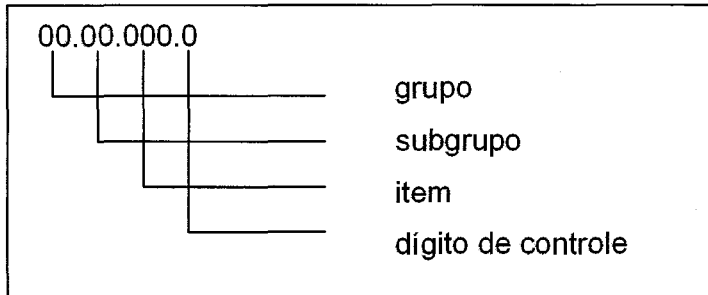 00.00.000.0
grupo
subgrupo
item
dígito de controle